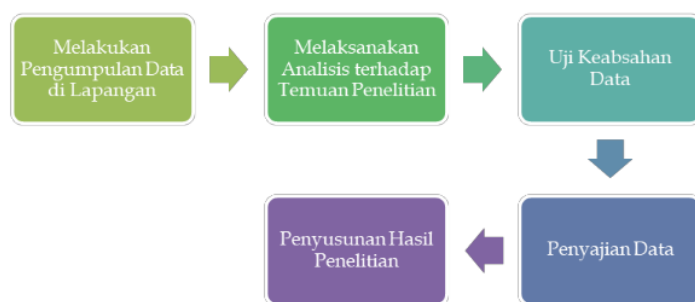 Melakukan
Pengumpulan Data
di Lapangan
Melaksanakan
Analisis terhadap
Temuan Penelitian
Uji Keabsahan
Data
Penyajian Data
Penyusunan Hasil
Penelitian